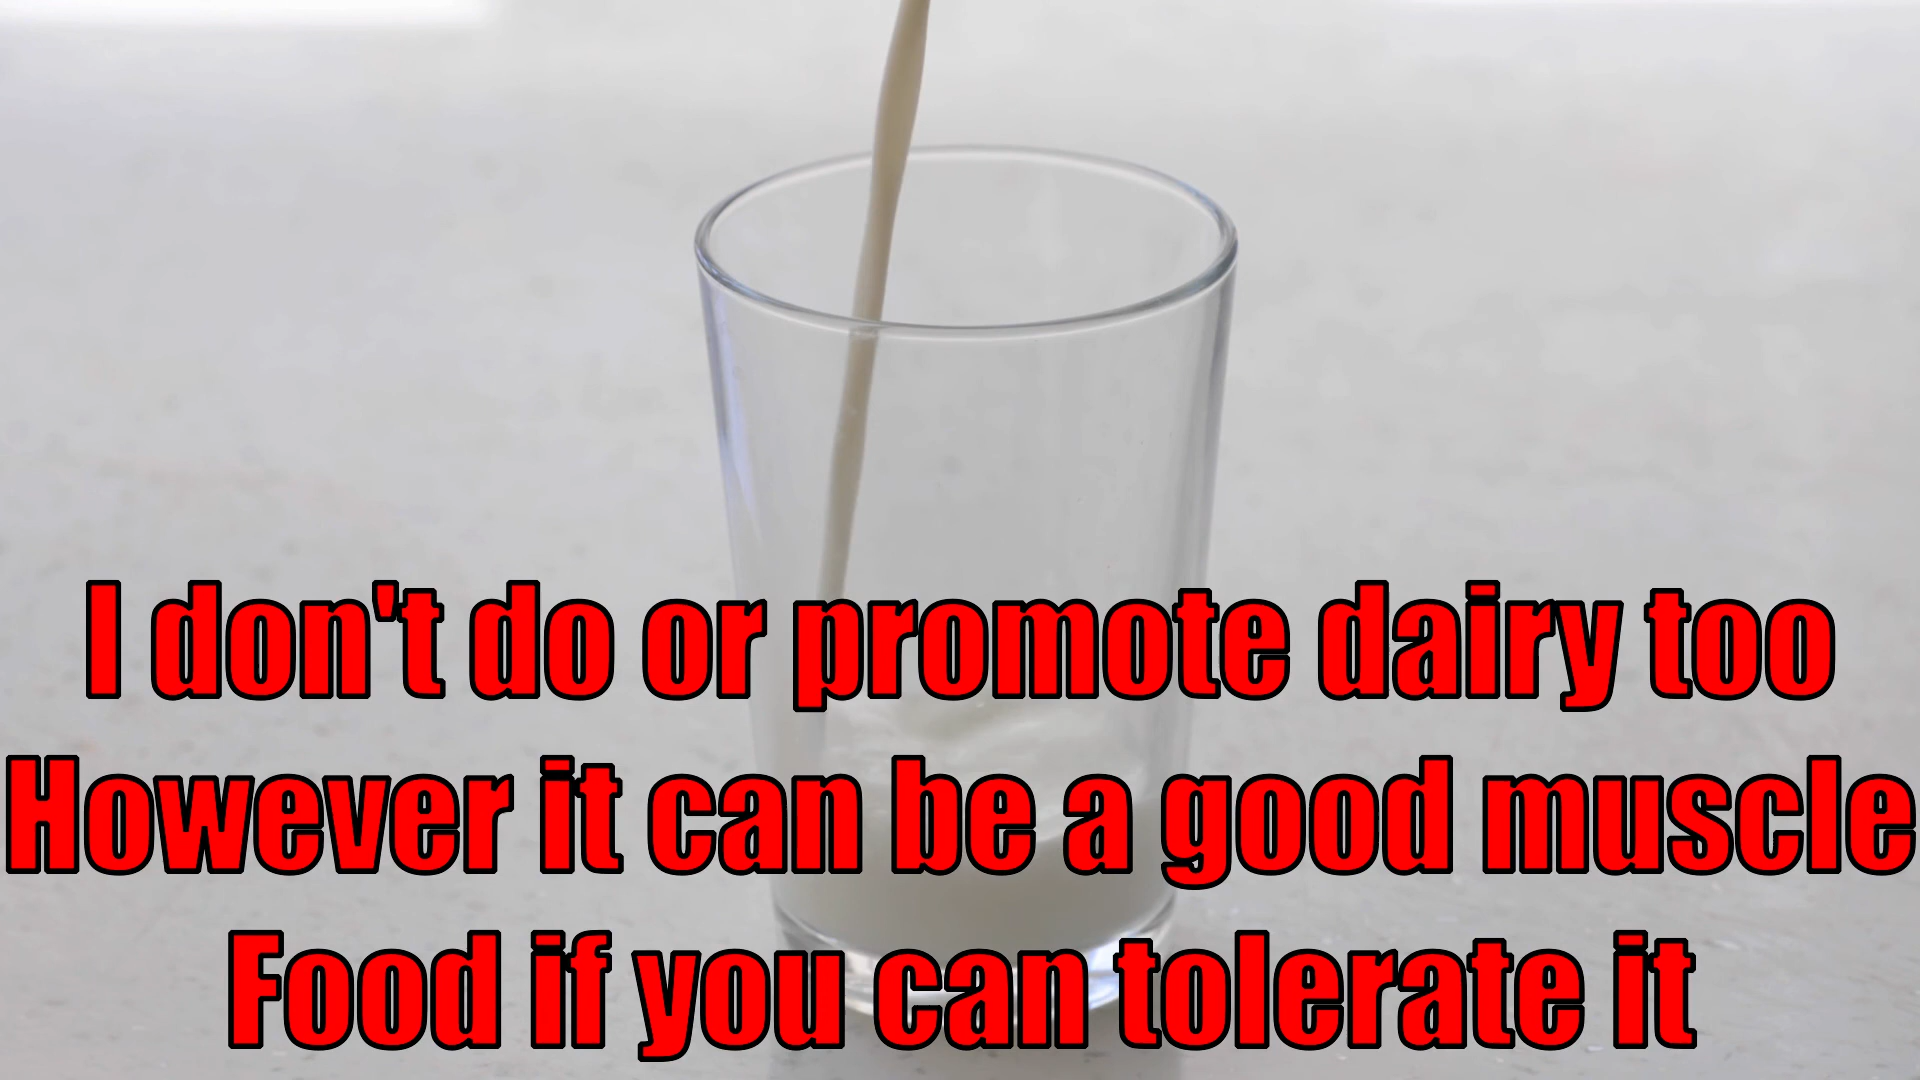 I don't do or promote dairy too
However it can be a good muscle
Food if you can tolerate it